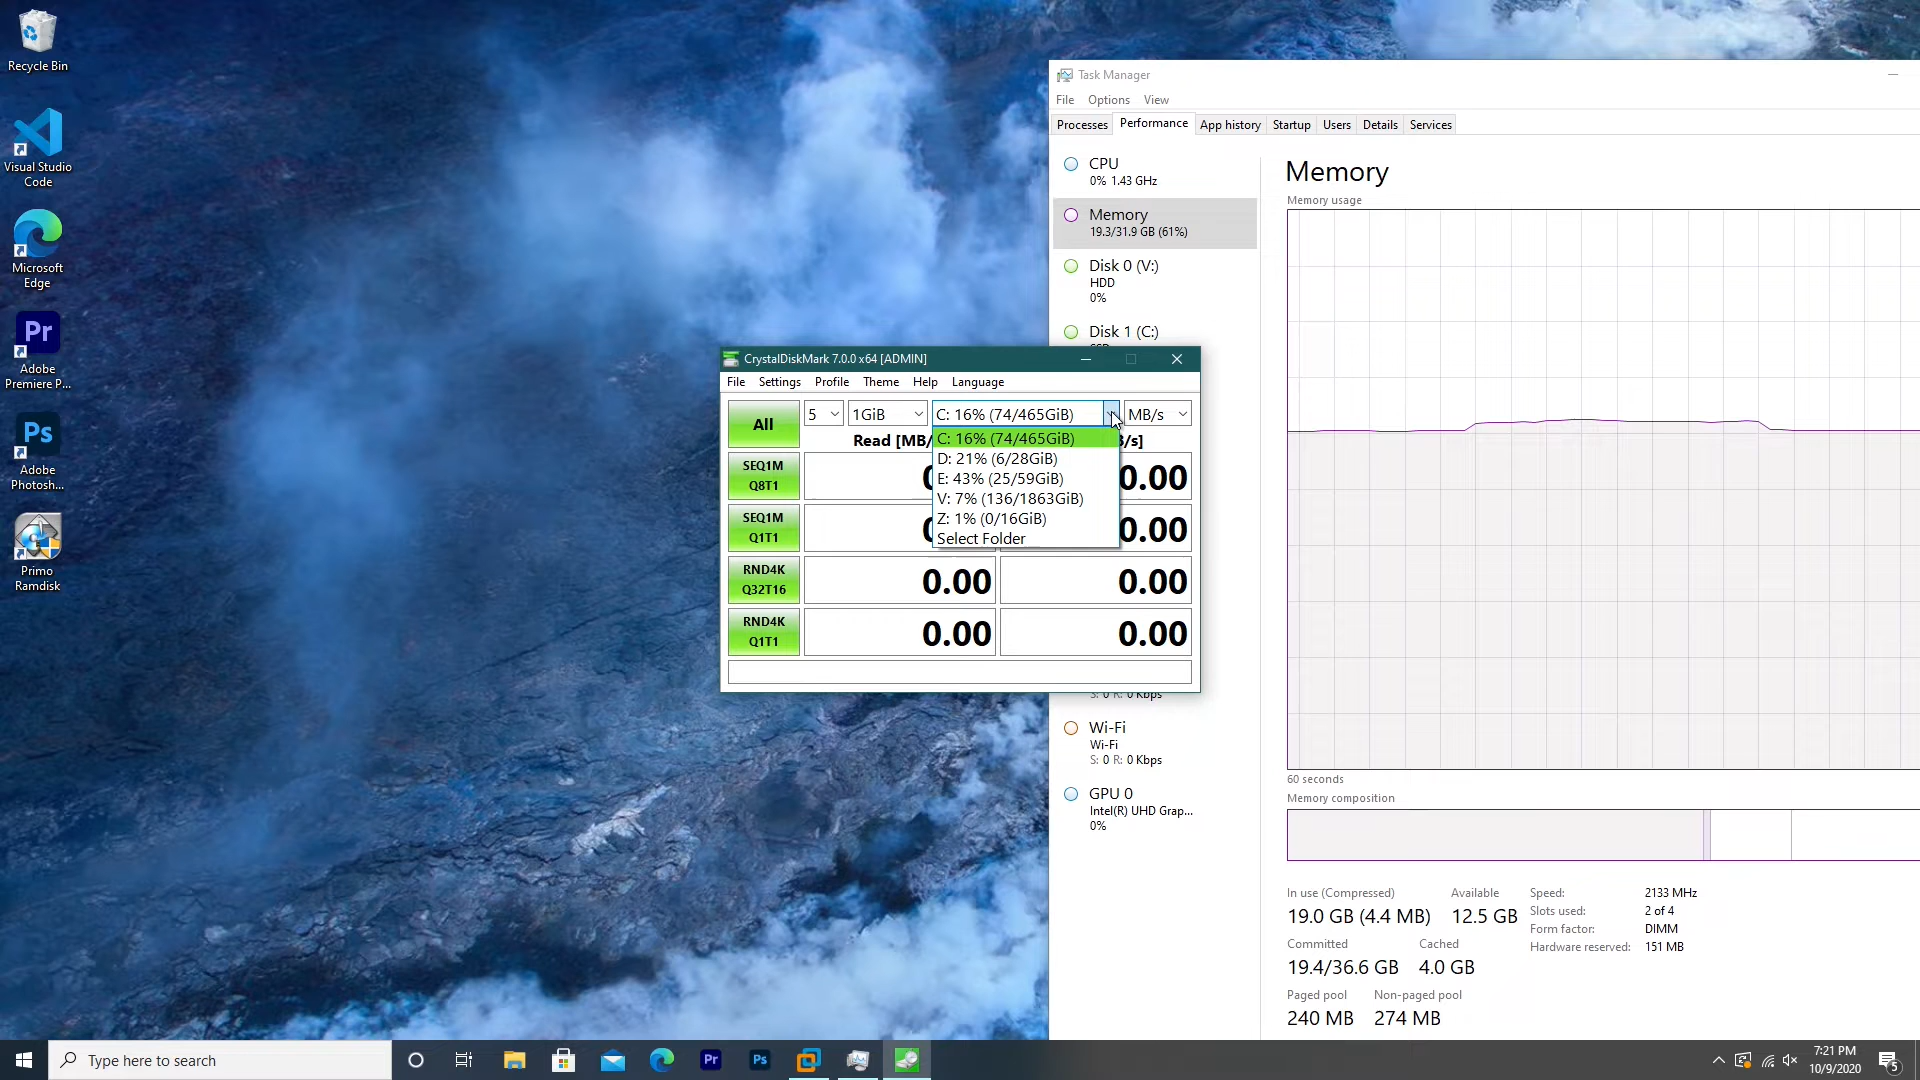 Recycle Bin
Visual Studio
Code
Microsoft
Edge
Adobe
Premiere P...
Adobe
Photosh...
Primo
Ramdisk
Task Manager
File Options View
Processes Performance App history Startup Users Details Services
CPU
0% 1.43 GHz
Memory
19.3/31.9 GB (61%)
Disk 0 (V:)
HDD
0%
Disk 1 (C:)
Wi-Fi
Wi-Fi
S: 0 R: 0 Kbps
GPU 0
Intel(R) UHD Grap...
0%
Memory
Memory usage
60 seconds
Memory composition
In use (Compressed) Available
19.0 GB (4.4 MB) 12.5 GB
Committed Cached
19.4/36.6 GB 4.0 GB
Paged pool Non-paged pool
240 MB 274 MB
Speed: 2133 MHz
Slots used: 2 of 4
Form factor: DIMM
Hardware reserved: 151 MB
CrystalDiskMark 7.0.0 x64 [ADMIN]
File Settings Profile Theme Help Language
All 5 1GiB C: 16% (74/465GiB) MB/s
C: 16% (74/465GiB)
D: 21% (6/28GiB)
E: 43% (25/59GiB)
V: 7% (136/1863GiB)
Z: 1% (0/16GiB)
Select Folder
Read [MB/
/s]
SEQ1M
Q8T1
0.00
SEQ1M
Q1T1
0.00
RND4K
Q32T16
0.00 0.00
RND4K
Q1T1
0.00 0.00
S: 0 R: 0 Kbps
Pr
Ps
Type here to search
Pr
Ps
7:21 PM
10/9/2020
5